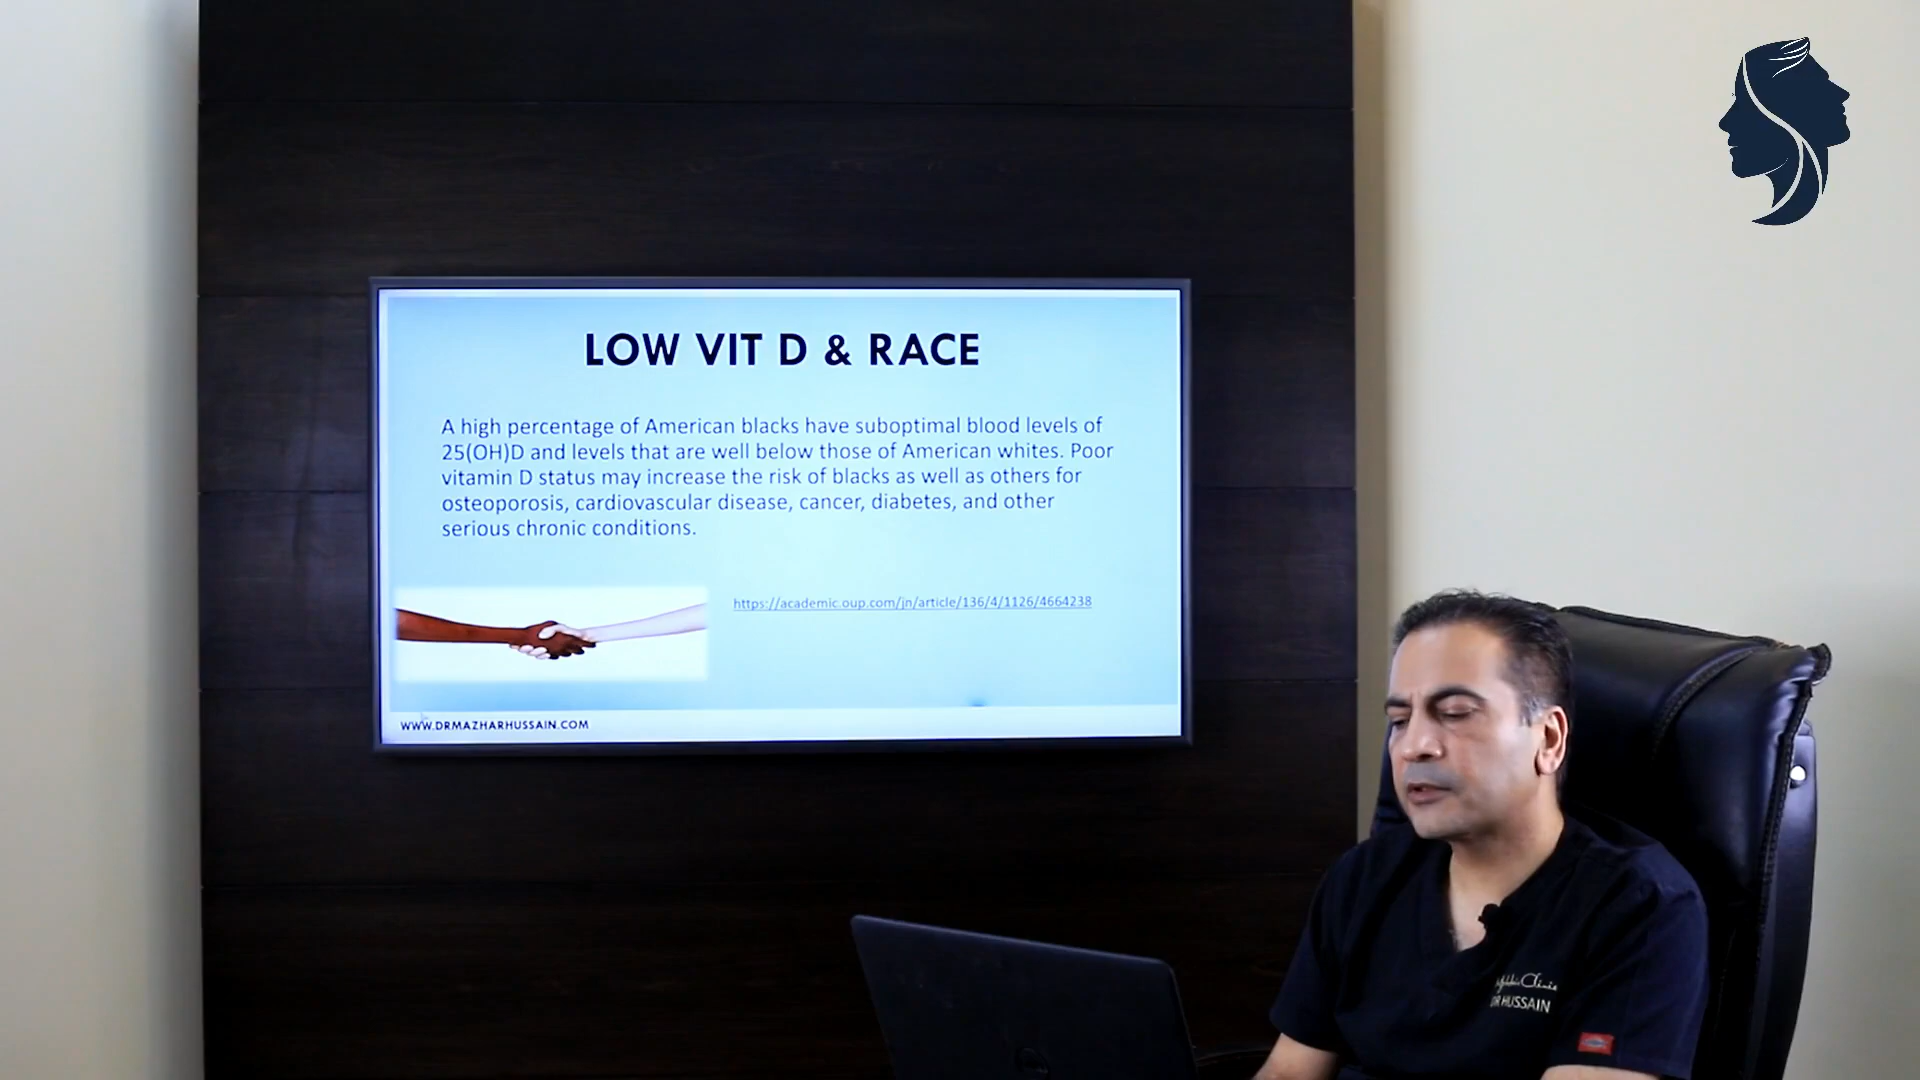 LOW VIT D & RACE
A high percentage of American blacks have suboptimal blood levels of
25(OH)D and levels that are well below those of American whites. Poor
vitamin D status may increase the risk of blacks as well as others for
osteoporosis, cardiovascular disease, cancer, diabetes, and other
serious chronic conditions.
https://academic.oup.com/jn/article/136/4/1126/4664238
WWW.DRMAZHARHUSSAIN.COM
Clinic
DR HUSSAIN